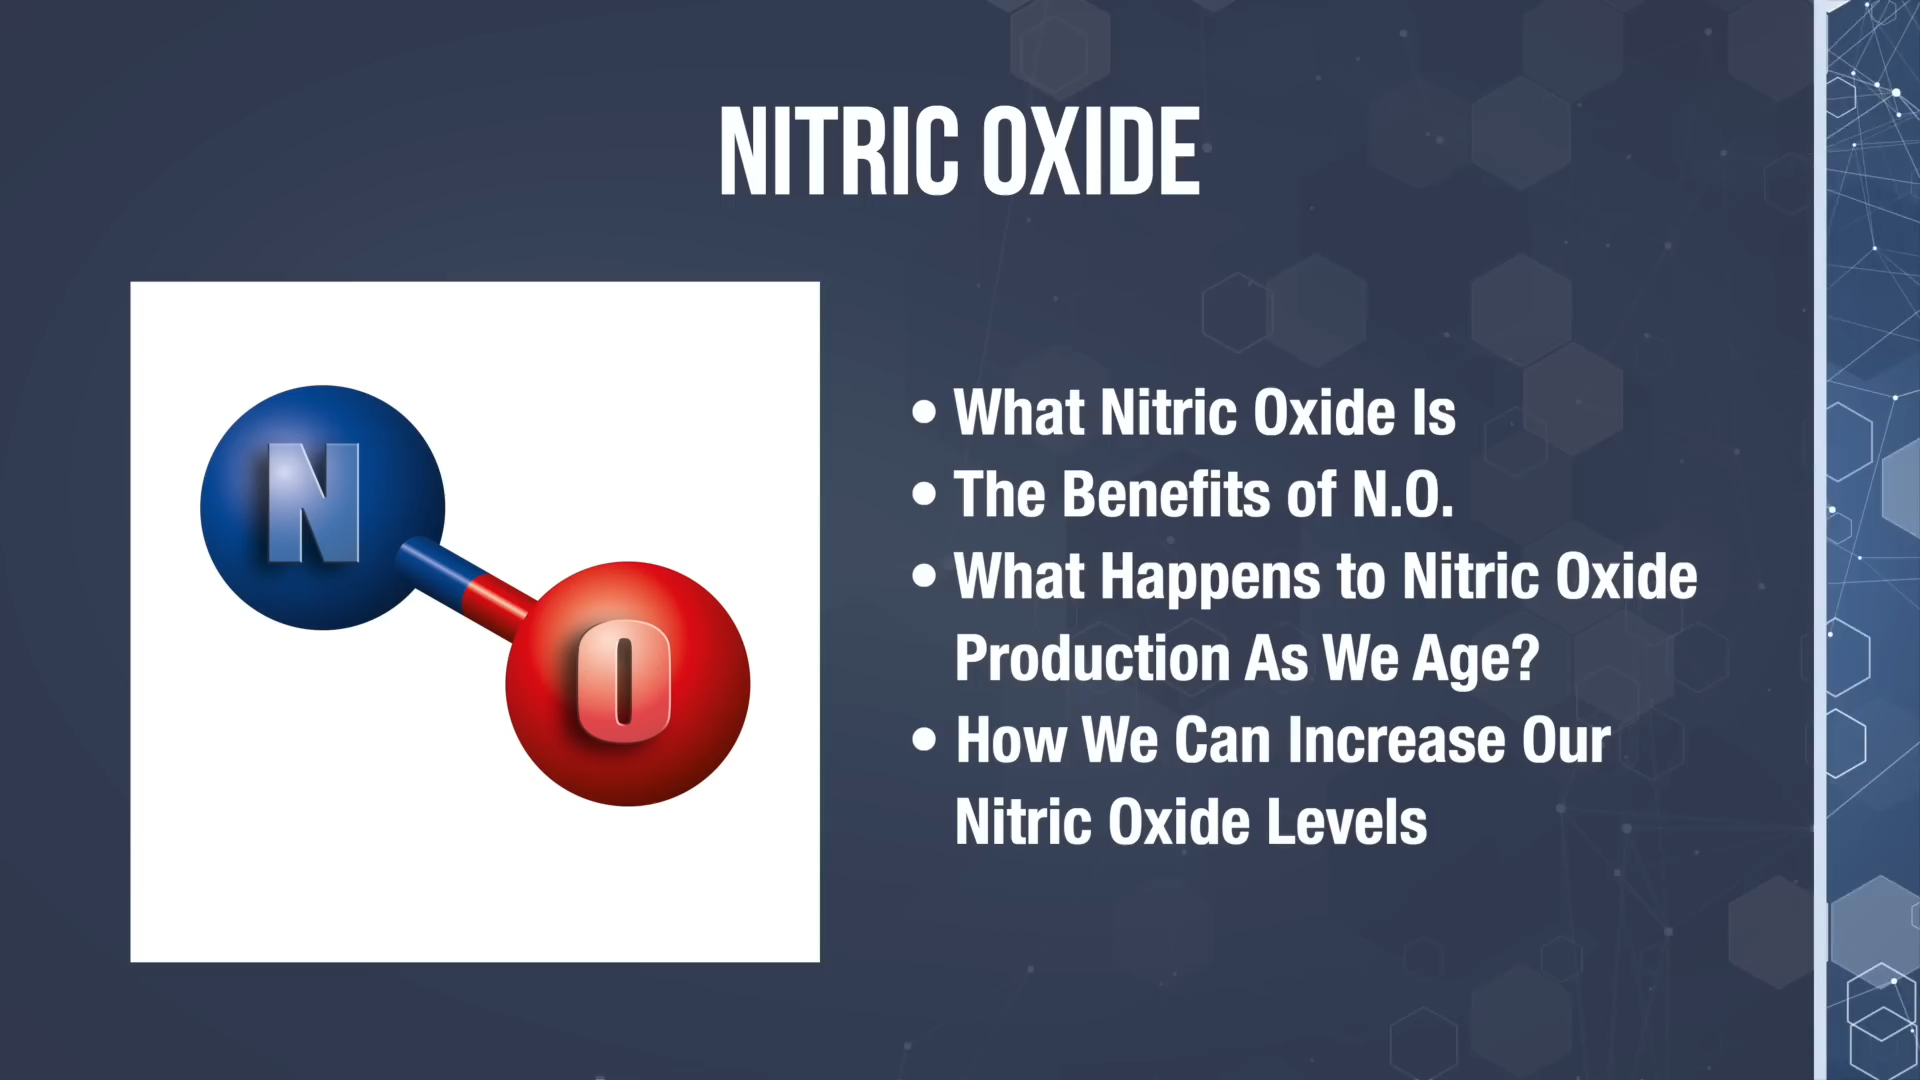 NITRIC OXIDE
N
O
• What Nitric Oxide Is
• The Benefits of N.O.
• What Happens to Nitric Oxide
Production As We Age?
• How We Can Increase Our
Nitric Oxide Levels